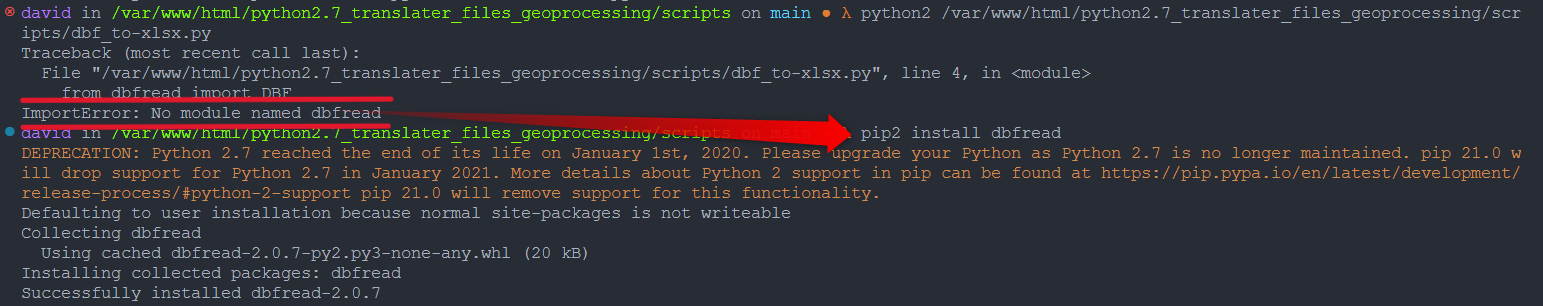 david in /var/www/html/python2.7_translater_files_geoprocessing/scripts on main ● λ python2 /var/www/html/python2.7_translater_files_geoprocessing/scr
ipts/dbf_to-xlsx.py
Traceback (most recent call last):
  File "/var/www/html/python2.7_translater_files_geoprocessing/scripts/dbf_to-xlsx.py", line 4, in <module>
    from dbfread import DBF
ImportError: No module named dbfread
david in /var/www/html/python2.7_translater_files_geoprocessing/scripts on main λ pip2 install dbfread
DEPRECATION: Python 2.7 reached the end of its life on January 1st, 2020. Please upgrade your Python as Python 2.7 is no longer maintained. pip 21.0 w
ill drop support for Python 2.7 in January 2021. More details about Python 2 support in pip can be found at https://pip.pypa.io/en/latest/development/
release-process/#python-2-support pip 21.0 will remove support for this functionality.
Defaulting to user installation because normal site-packages is not writeable
Collecting dbfread
  Using cached dbfread-2.0.7-py2.py3-none-any.whl (20 kB)
Installing collected packages: dbfread
Successfully installed dbfread-2.0.7